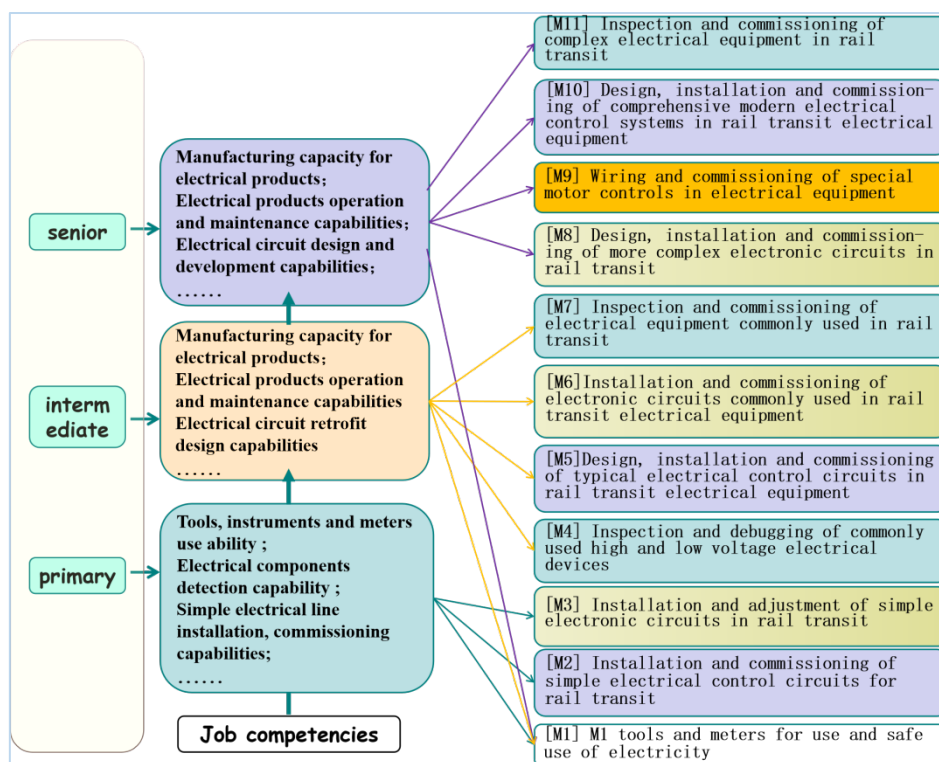 senior
interm
ediate
primary
Manufacturing capacity for
electrical products;
Electrical products operation
and maintenance capabilities;
Electrical circuit design and
development capabilities;
......
Manufacturing capacity for
electrical products;
Electrical products operation
and maintenance capabilities
Electrical circuit retrofit
design capabilities
......
Tools, instruments and meters
use ability ;
Electrical components
detection capability ;
Simple electrical line
installation, commissioning
capabilities;
......
Job competencies
[M11] Inspection and commissioning of
complex electrical equipment in rail
transit
[M10] Design, installation and commission-
ing of comprehensive modern electrical
control systems in rail transit electrical
equipment
[M9] Wiring and commissioning of special
motor controls in electrical equipment
[M8] Design, installation and commission-
ing of more complex electronic circuits in
rail transit
[M7] Inspection and commissioning of
electrical equipment commonly used in rail
transit
[M6]Installation and commissioning of
electronic circuits commonly used in rail
transit electrical equipment
[M5]Design, installation and commissioning
of typical electrical control circuits in
rail transit electrical equipment
[M4] Inspection and debugging of commonly
used high and low voltage electrical
devices
[M3] Installation and adjustment of simple
electronic circuits in rail transit
[M2] Installation and commissioning of
simple electrical control circuits for
rail transit
[M1] M1 tools and meters for use and safe
use of electricity